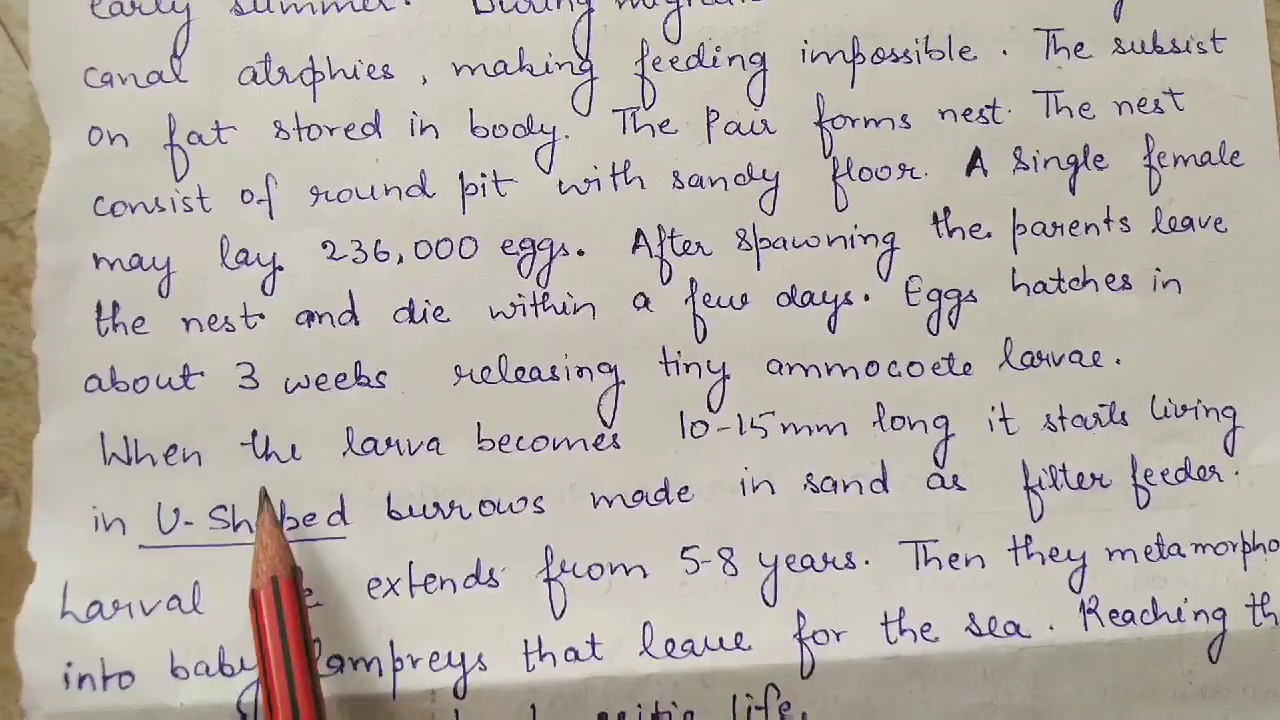 early summer. During
canal atrophies, making feeding impossible. The subsist
on fat stored in body. The pair forms nest. The nest
consist of round pit with sandy floor. A single female
may lay 236,000 eggs. After spawning the parents leave
the nest and die within a few days. Eggs hatches in
about 3 weeks releasing tiny ammocoete larvae.
When the larva becomes 10-15mm long it starts living
in U-Shaped burrows made in sand as filter feeder.
Larval extends from 5-8 years. Then they metamorpho
into baby lampreys that leave for the sea. Reaching th
life.